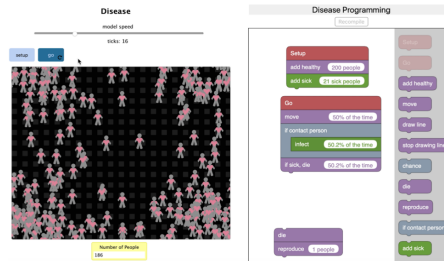 Disease
model speed
ticks: 16
setup
go
Number of People
186
Disease Programming
Recompile
Setup
add healthy 200 people
add sick 21 sick people
Go
move 50% of the time
if contact person
infect 50.2% of the time
if sick, die 50.2% of the time
die
reproduce 1 people
Setup
Go
add healthy
move
draw line
stop drawing line
chance
die
reproduce
if contact person
add sick